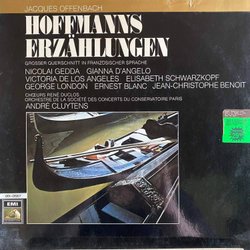 JACQUES OFFENBACH
HOFFMANNS
ERZÄHLUNGEN
GROSSER QUERSCHNITT IN FRANZÖSISCHER SPRACHE
NICOLAI GEDDA GIANNA D'ANGELO
VICTORIA DE LOS ANGELES ELISABETH SCHWARZKOPF
GEORGE LONDON ERNEST BLANC JEAN-CHRISTOPHE BENOIT
CHŒURS RENÉ DUCLOS
ORCHESTRE DE LA SOCIÉTÉ DES CONCERTS DU CONSERVATOIRE PARIS
ANDRÉ CLUYTENS
EMI